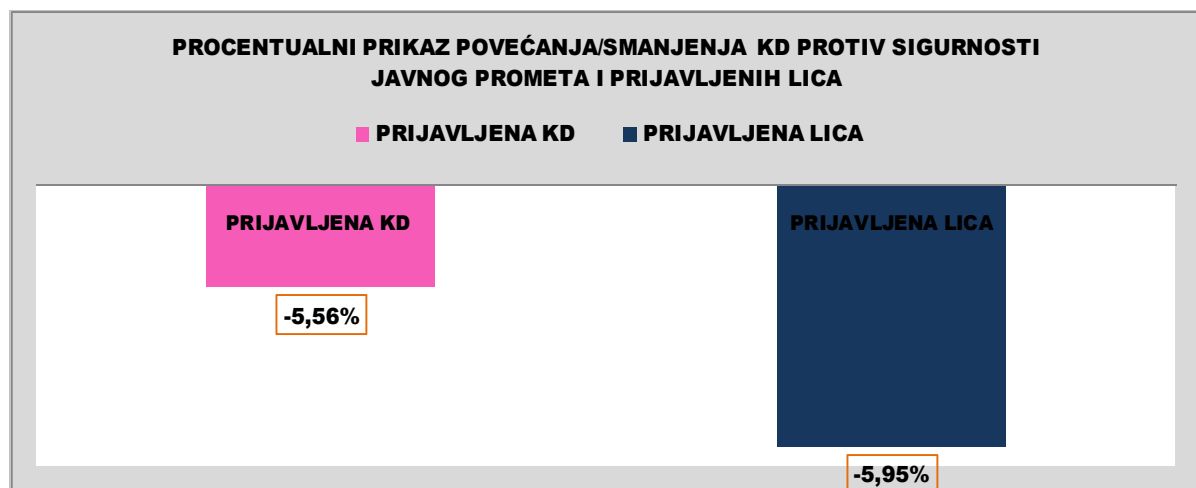 PROCENTUALNI PRIKAZ POVEĆANJA/SMANJENJA KD PROTIV SIGURNOSTI
JAVNOG PROMETA I PRIJAVLJENIH LICA
PRIJAVLJENA KD PRIJAVLJENA LICA
PRIJAVLJENA KD PRIJAVLJENA LICA
-5,56%
-5,95%